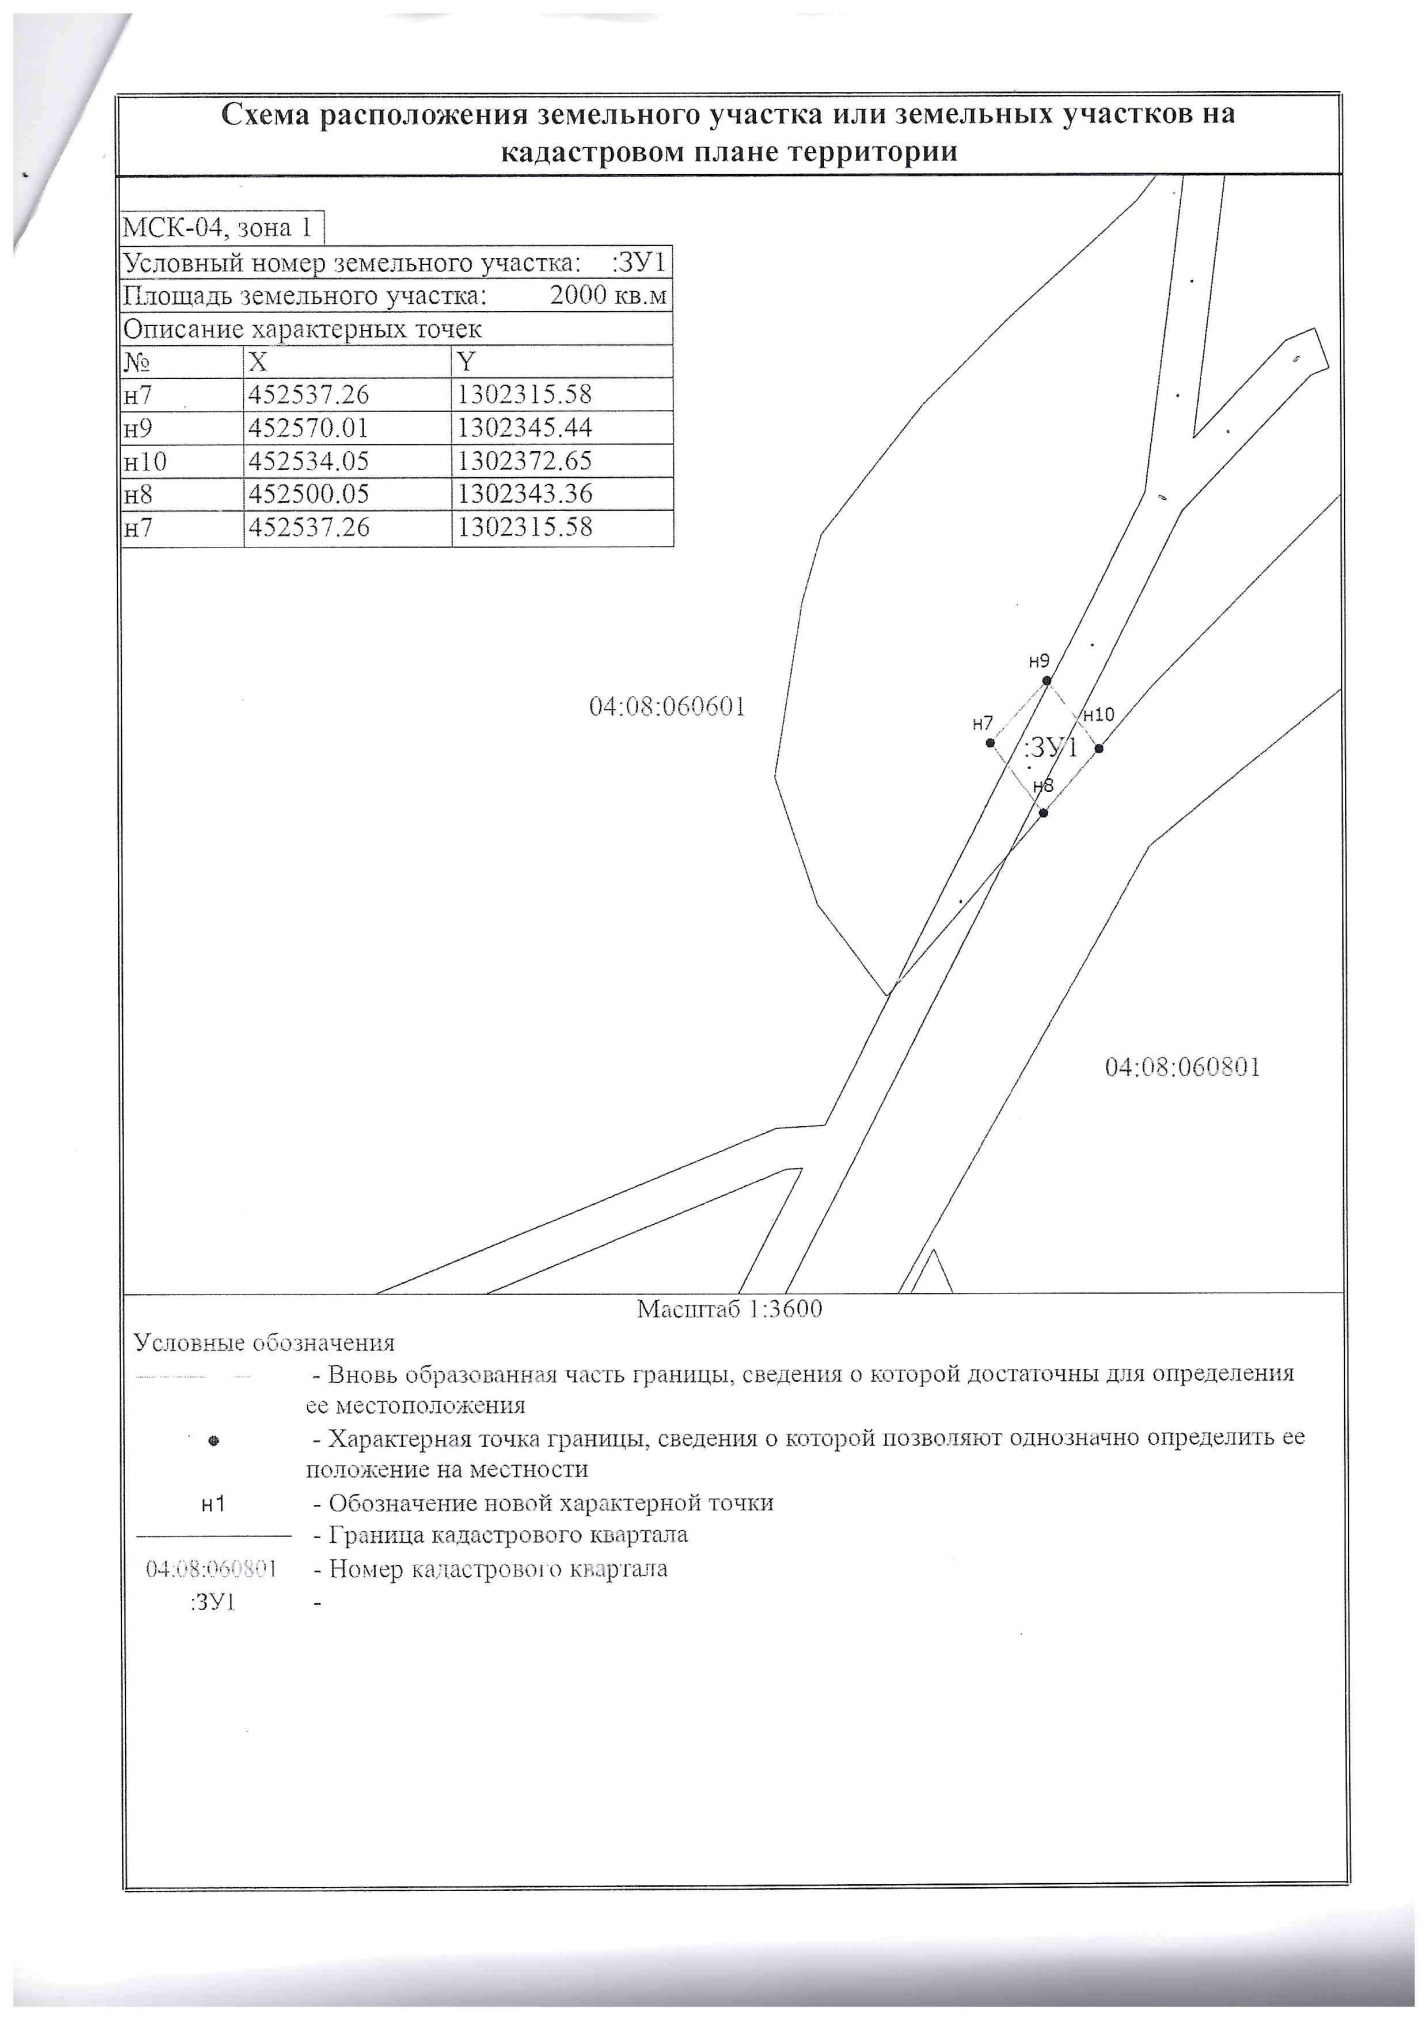 Схема расположения земельного участка или земельных участков на
кадастровом плане территории
МСК-04, зона 1
Условный номер земельного участка: :ЗУ1
Площадь земельного участка: 2000 кв.м
Описание характерных точек
№ X Y
н7 452537.26 1302315.58
н9 452570.01 1302345.44
н10 452534.05 1302372.65
н8 452500.05 1302343.36
н7 452537.26 1302315.58
н9
04:08:060601
н7
н10
:ЗУ1
н8
04:08:060801
Масштаб 1:3600
Условные обозначения
- Вновь образованная часть границы, сведения о которой достаточны для определения
ее местоположения
- Характерная точка границы, сведения о которой позволяют однозначно определить ее
положение на местности
н1 - Обозначение новой характерной точки
- Граница кадастрового квартала
04:08:060801 - Номер кадастрового квартала
:ЗУ1 -